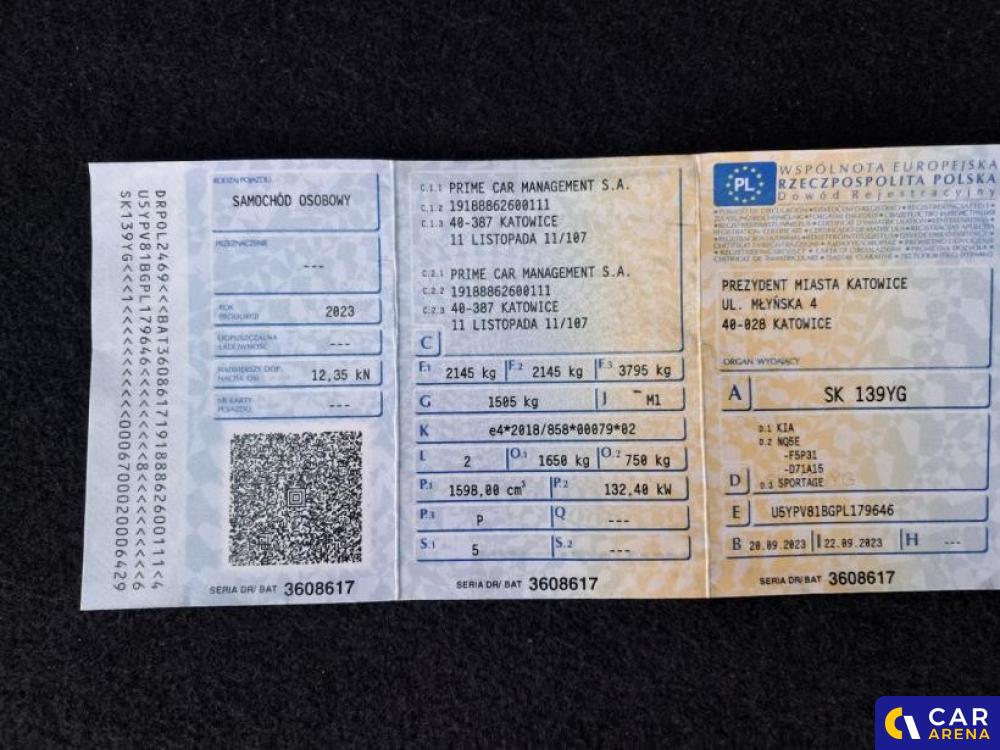 DRPOL2469<<BAT3608617191888626001 11<4
U5YPV81BGPL179646<<<<<<<<8<<<<<<<<6
SK139YG<<<1<<<<<<<<<<<0006700020006429
RODZAJ POJAZDU
SAMOCHÓD OSOBOWY
PRZEZNACZENIE
---
ROK PRODUKCJI
2023
DOPUSZCZALNA ŁADOWNOŚĆ
---
NAJWIĘKSZY DOP. NACISK OSI
12,35 kN
NR KARTY POJAZDU
---
SERIA DR/ BAT 3608617
C.1.1 PRIME CAR MANAGEMENT S.A.
C.1.2 19188862600111
C.1.3 40-387 KATOWICE
11 LISTOPADA 11/107
C.2.1 PRIME CAR MANAGEMENT S.A.
C.2.2 19188862600111
C.2.3 40-387 KATOWICE
11 LISTOPADA 11/107
C
F.1 2145 kg F.2 2145 kg F.3 3795 kg
G 1505 kg J M1
K e4*2018/858*00079*02
L 2 O.1 1650 kg O.2 750 kg
P.1 1598,00 cm³ P.2 132,40 kW
P.3 P Q ---
S.1 5 S.2 ---
SERIA DR/ BAT 3608617
PL
WSPÓLNOTA EUROPEJSKA
RZECZPOSPOLITA POLSKA
Dowód Rejestracyjny
PREZYDENT MIASTA KATOWICE
UL. MŁYŃSKA 4
40-028 KATOWICE
ORGAN WYDAJĄCY
A SK 139YG
D.1 KIA
D.2 NQ5E
-F5P31
-D71A15
D D.3 SPORTAGE
E U5YPV81BGPL179646
B 20.09.2023 I 22.09.2023 H ---
SERIA DR/ BAT 3608617
CAR
ARENA